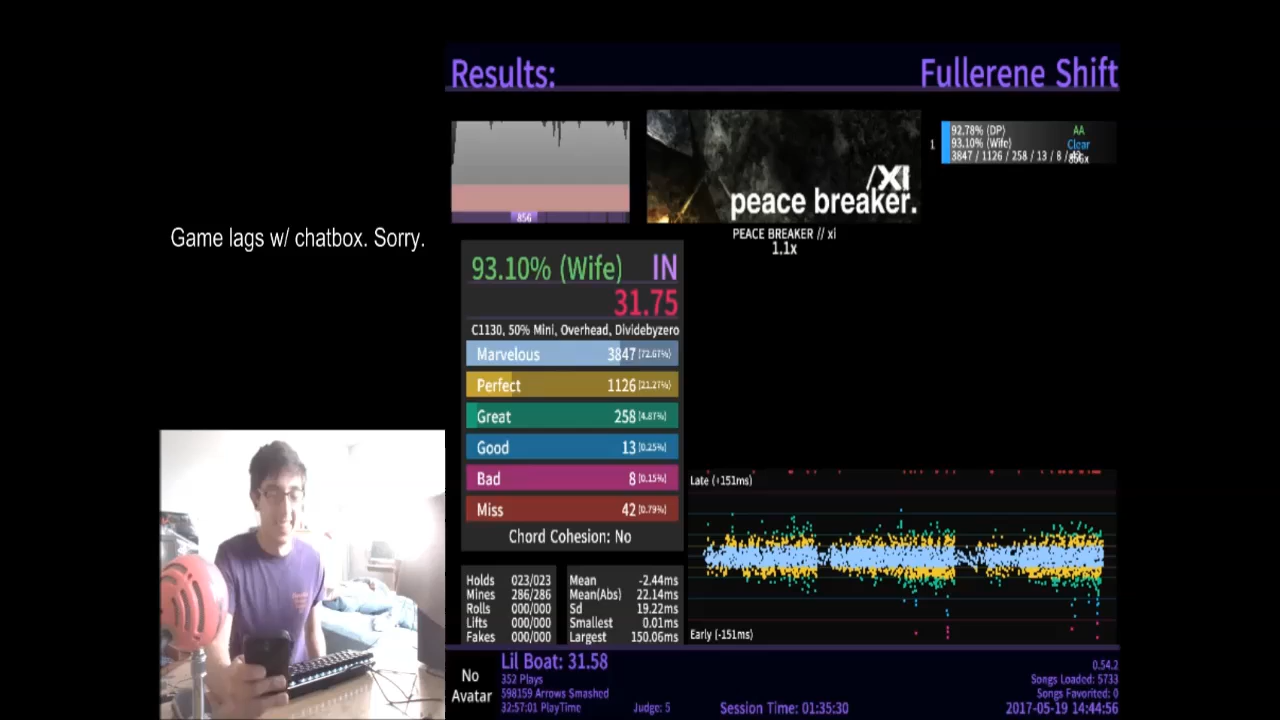 Results:
Fullerene Shift
92.78% (DP)
AA
1
93.10% (Wife)
Clear
3847 / 1126 / 258 / 13 / 8 /
856x
856
/XI
peace breaker.
PEACE BREAKER // xi
1.1x
Game lags w/ chatbox. Sorry.
93.10% (Wife)
IN
31.75
C1130, 50% Mini, Overhead, Dividebyzero
Marvelous 3847 (72.67%)
Perfect 1126 (21.27%)
Great 258 (4.87%)
Good 13 (0.25%)
Bad 8 (0.15%)
Miss 42 (0.79%)
Chord Cohesion: No
Late (+151ms)
Early (-151ms)
Holds 023/023
Mines 286/286
Rolls 000/000
Lifts 000/000
Fakes 000/000
Mean -2.44ms
Mean(Abs) 22.14ms
Sd 19.22ms
Smallest 0.01ms
Largest 150.06ms
No
Avatar
Lil Boat: 31.58
352 Plays
598159 Arrows Smashed
32:57:01 PlayTime
Judge: 5
Session Time: 01:35:30
0.54.2
Songs Loaded: 5733
Songs Favorited: 0
2017-05-19 14:44:56